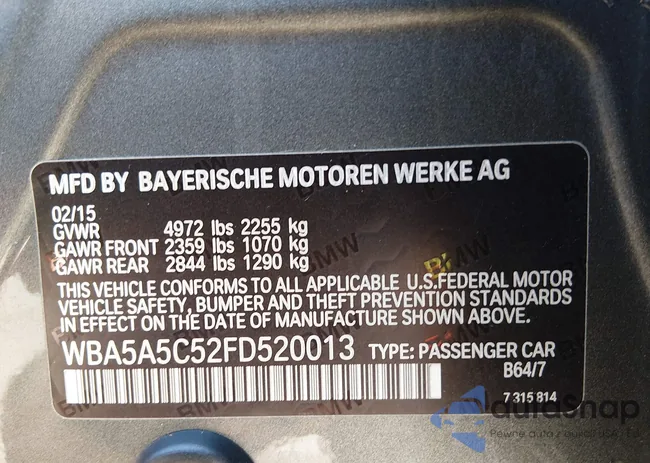 MFD BY BAYERISCHE MOTOREN WERKE AG
02/15
GVWR 4972 lbs 2255 kg
GAWR FRONT 2359 lbs 1070 kg
GAWR REAR 2844 lbs 1290 kg
THIS VEHICLE CONFORMS TO ALL APPLICABLE U.S.FEDERAL MOTOR
VEHICLE SAFETY, BUMPER AND THEFT PREVENTION STANDARDS
IN EFFECT ON THE DATE OF MANUFACTURE SHOWN ABOVE.
WBA5A5C52FD520013 TYPE: PASSENGER CAR
B64/7
7 315 814
autaSnap